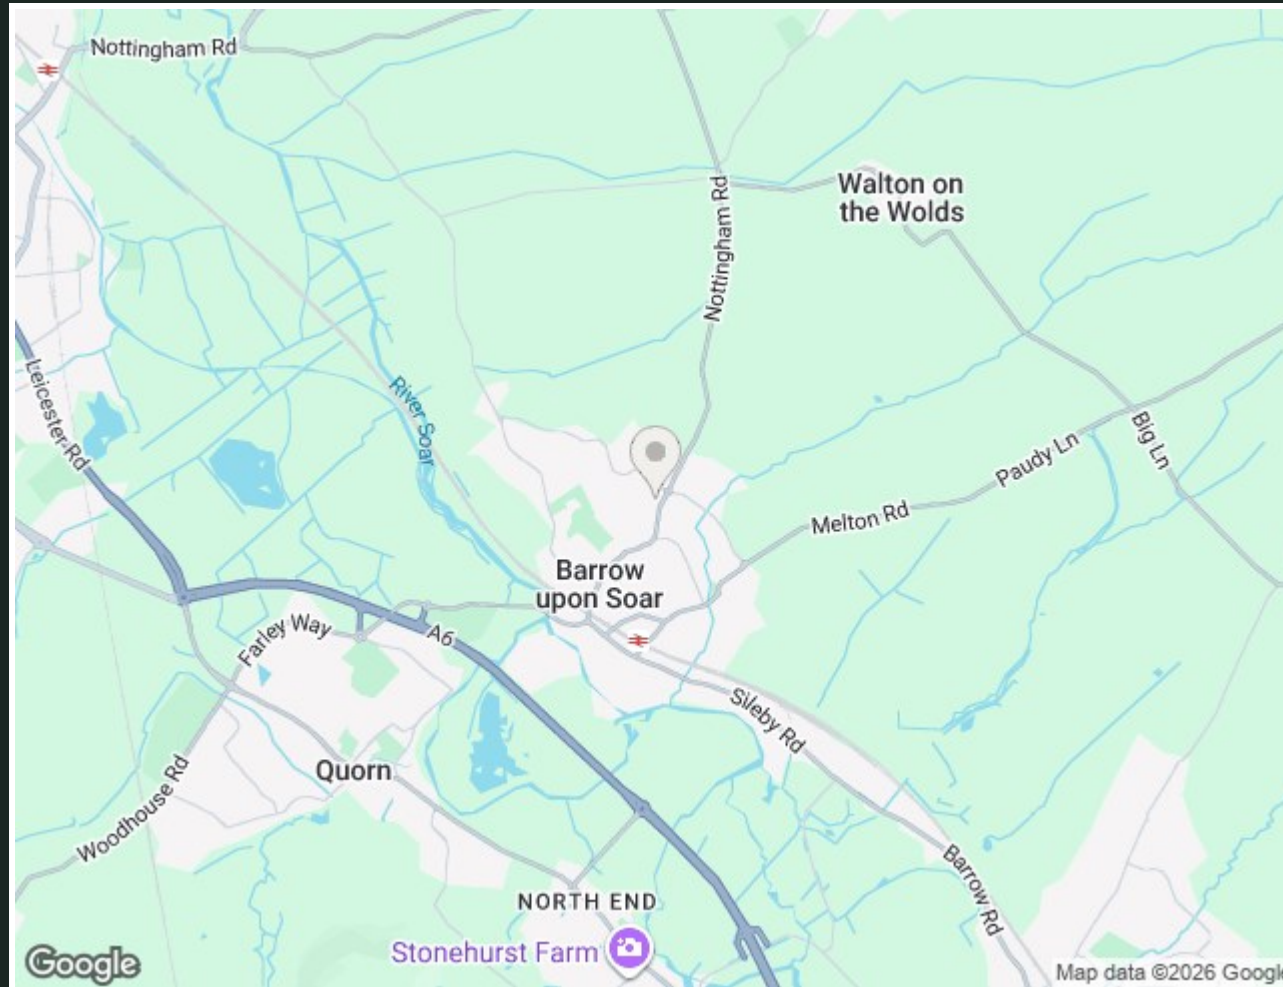 Nottingham Rd
Walton on
the Wolds
Nottingham Rd
Leicester Rd
River Soar
Big Ln
Paudy Ln
Melton Rd
Barrow
upon Soar
Farley Way
A6
Sileby Rd
Quorn
Woodhouse Rd
Barrow Rd
NORTH END
Stonehurst Farm
Google
Map data ©2026 Google